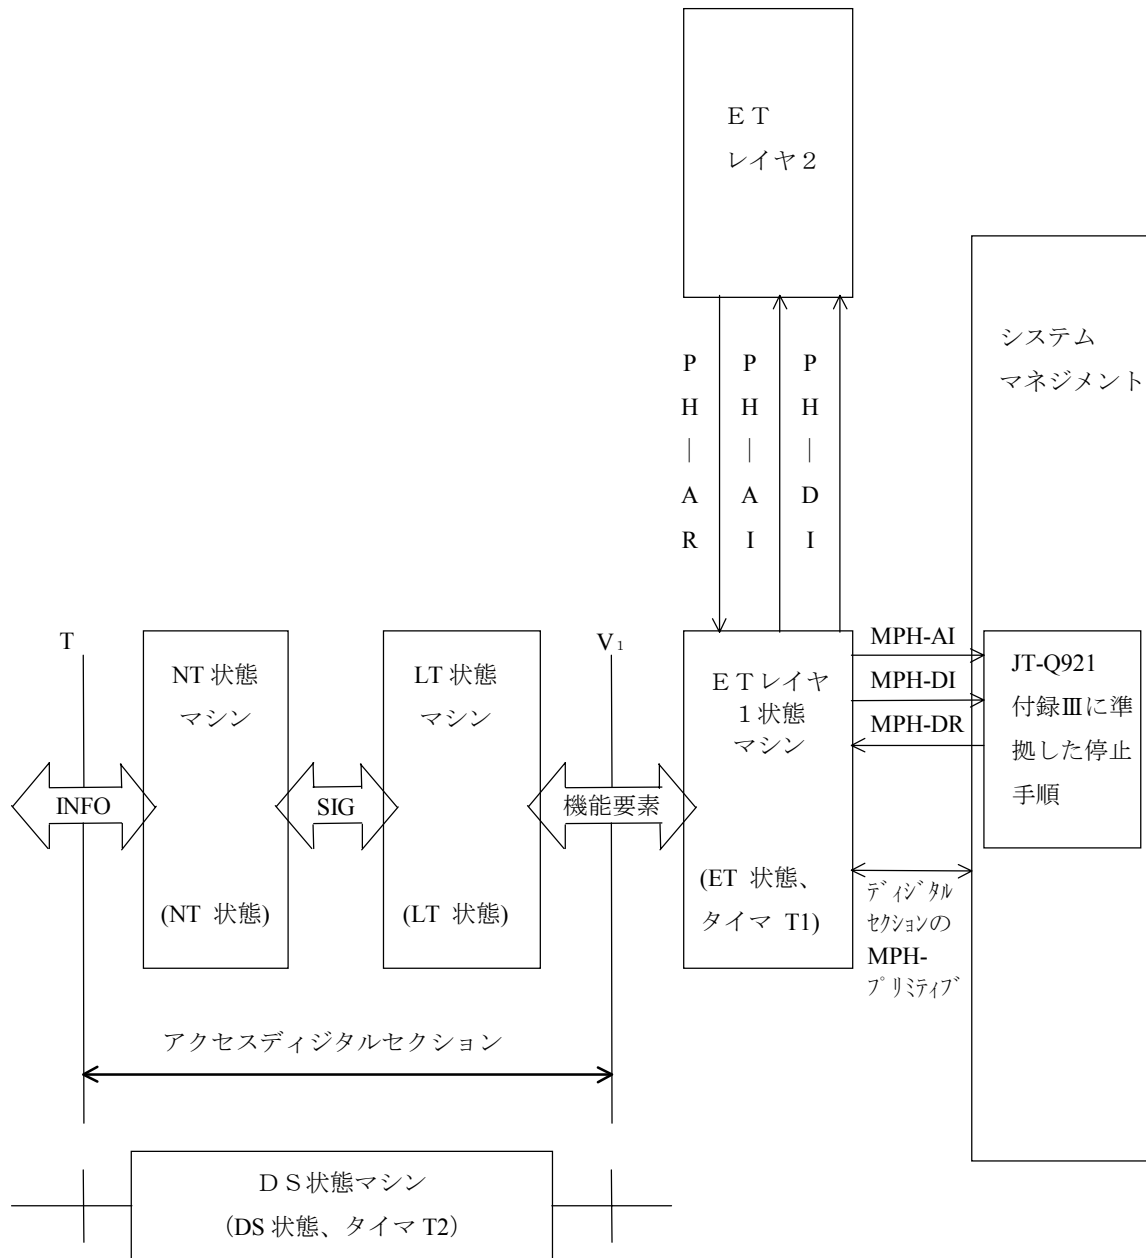 ＥＴ
レイヤ２
システム
マネジメント
PH—AR
PH—AI
PH—DI
T
V₁
NT 状態
マシン
LT 状態
マシン
ＥＴレイヤ
１状態
マシン
MPH-AI
MPH-DI
MPH-DR
JT-Q921
付録Ⅲに準
拠した停止
手順
INFO
SIG
機能要素
(NT 状態)
(LT 状態)
(ET 状態、
タイマ T1)
ﾃﾞｨｼﾞﾀﾙ
ｾｸｼｮﾝの
MPH-
ﾌﾟﾘﾐﾃｨﾌﾞ
アクセスディジタルセクション
ＤＳ状態マシン
（DS 状態、タイマ T2）